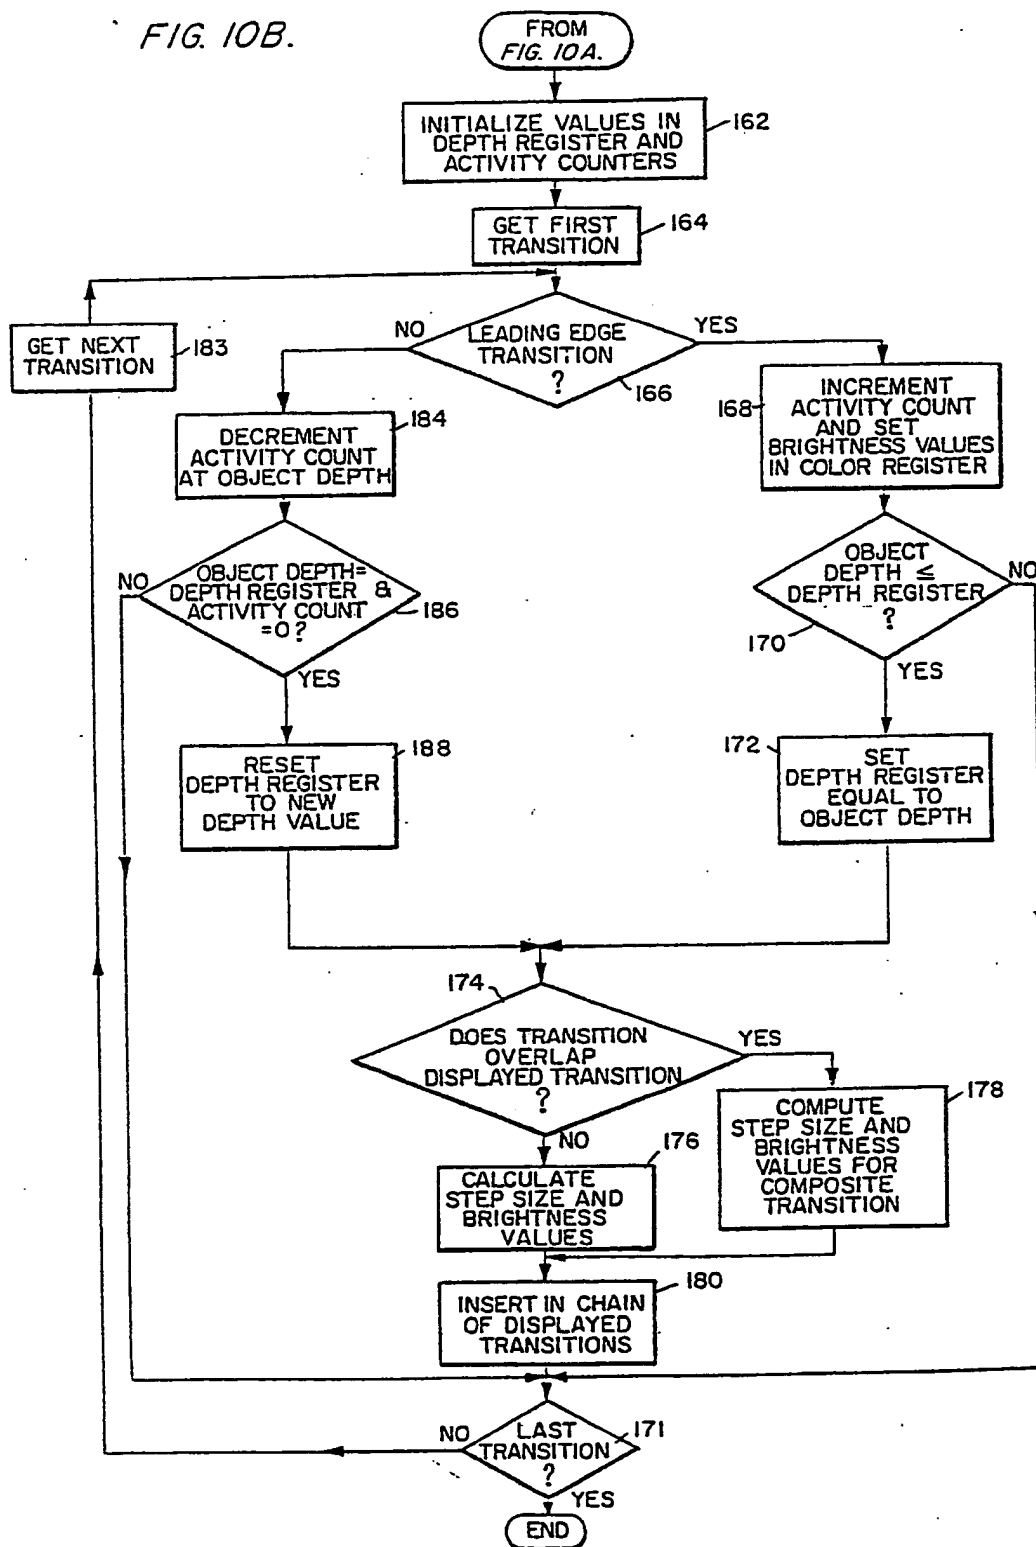 FIG. 10B.
FROM
FIG. 10A.
INITIALIZE VALUES IN
DEPTH REGISTER AND
ACTIVITY COUNTERS
162
GET FIRST
TRANSITION
164
GET NEXT
TRANSITION
183
NO
LEADING EDGE
TRANSITION
?
166
YES
184
DECREMENT
ACTIVITY COUNT
AT OBJECT DEPTH
168
INCREMENT
ACTIVITY COUNT
AND SET
BRIGHTNESS VALUES
IN COLOR REGISTER
NO
OBJECT DEPTH=
DEPTH REGISTER &
ACTIVITY COUNT
=0?
186
YES
OBJECT
DEPTH ≤
DEPTH REGISTER
?
170
NO
YES
188
RESET
DEPTH REGISTER
TO NEW
DEPTH VALUE
172
SET
DEPTH REGISTER
EQUAL TO
OBJECT DEPTH
174
DOES TRANSITION
OVERLAP
DISPLAYED TRANSITION
?
YES
NO
176
CALCULATE
STEP SIZE AND
BRIGHTNESS
VALUES
178
COMPUTE
STEP SIZE AND
BRIGHTNESS
VALUES FOR
COMPOSITE
TRANSITION
180
INSERT IN CHAIN
OF DISPLAYED
TRANSITIONS
NO
LAST
TRANSITION
?
171
YES
END